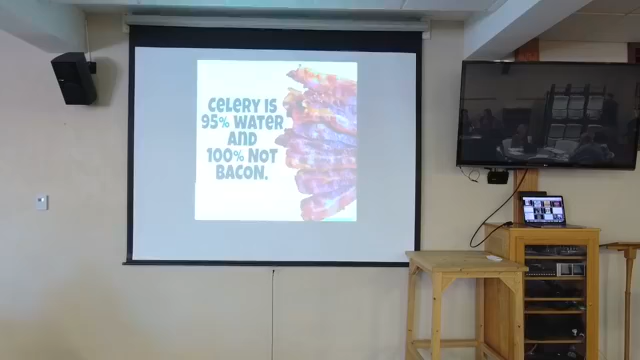 Celery is
95% water
and
100% not
bacon.